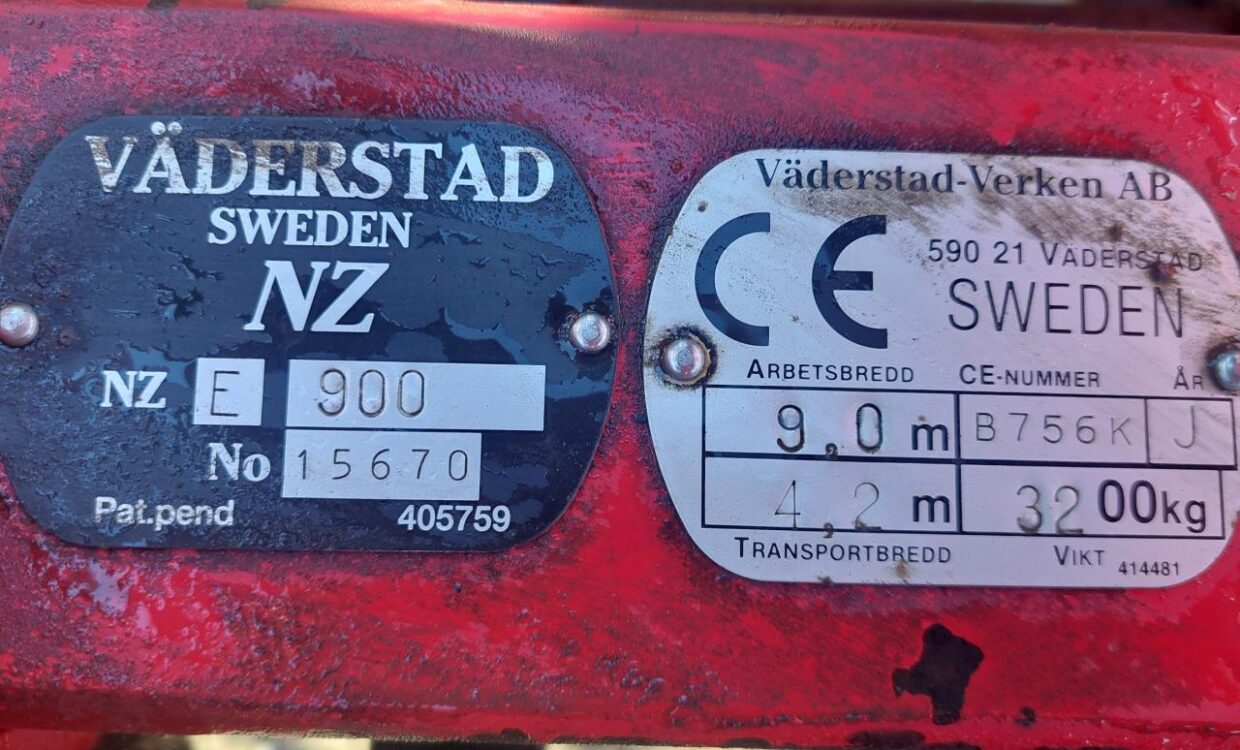 VÄDERSTAD
SWEDEN
NZ
NZ E 900
No 15670
Pat.pend 405759
Väderstad-Verken AB
CE
590 21 VÄDERSTAD
SWEDEN
ARBETSBREDD CE-NUMMER ÅR
9,0 m B756K J
4,2 m 3200kg
TRANSPORTBREDD VIKT 414481